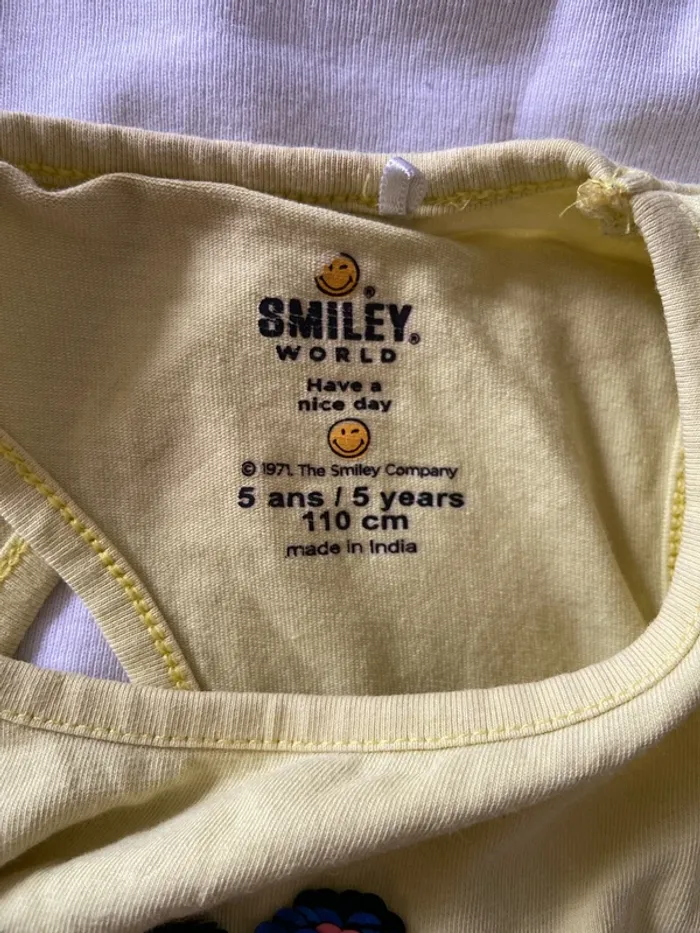 ®
SMILEY®
WORLD
Have a
nice day
© 1971, The Smiley Company
5 ans / 5 years
110 cm
made in India